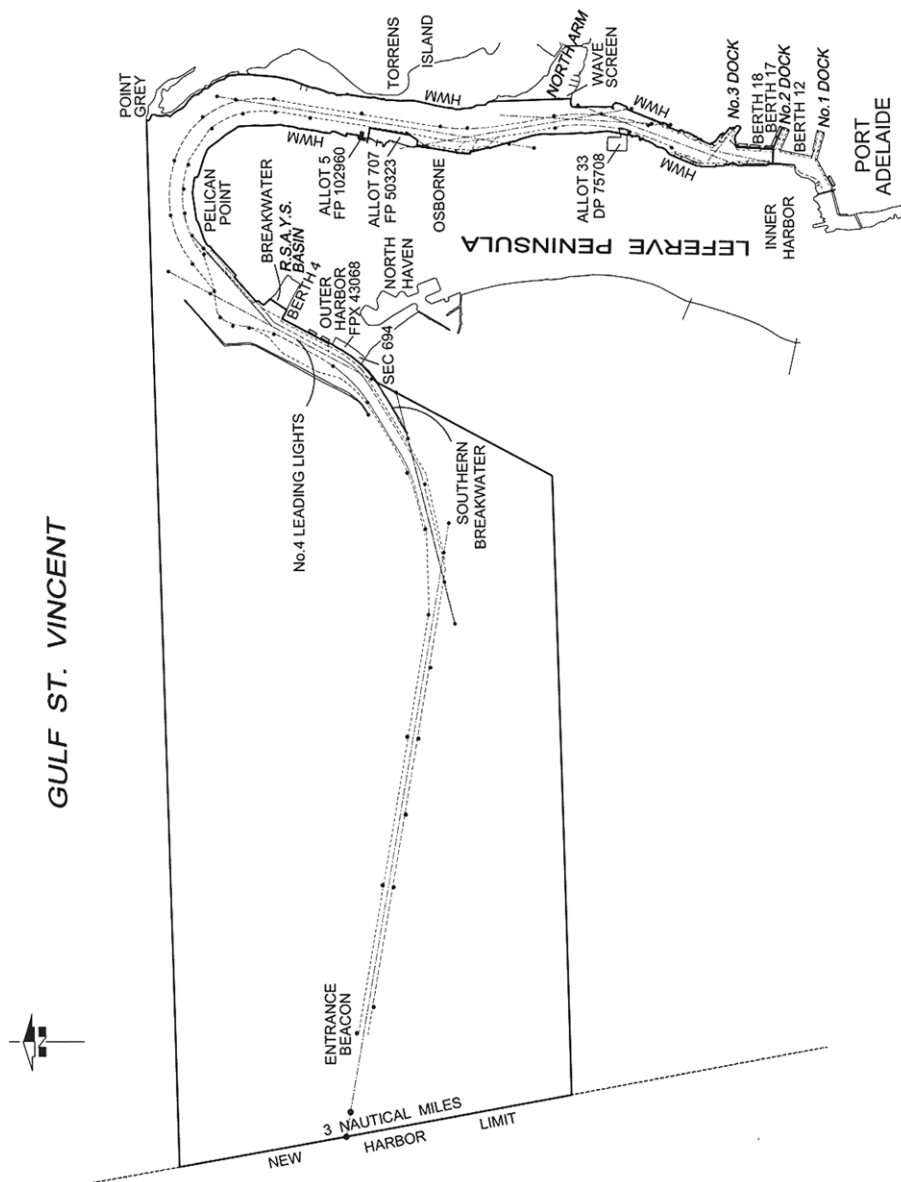 GULF ST. VINCENT
N
POINT
GREY
TORRENS
ISLAND
NORTH ARM
WAVE
SCREEN
HWM
HWM
HWM
HWM
No.3 DOCK
BERTH 18
BERTH 17
No.2 DOCK
BERTH 12
No.1 DOCK
PORT
ADELAIDE
INNER
HARBOR
PELICAN
POINT
BREAKWATER
R.S.A.Y.S.
BASIN
BERTH 4
OUTER
HARBOR
FPX 43068
SEC 694
ALLOT 5
FP 102960
ALLOT 707
FP 50323
OSBORNE
ALLOT 33
DP 75708
LEFERVE PENINSULA
NORTH
HAVEN
No.4 LEADING LIGHTS
SOUTHERN
BREAKWATER
ENTRANCE
BEACON
3 NAUTICAL MILES
NEW HARBOR LIMIT